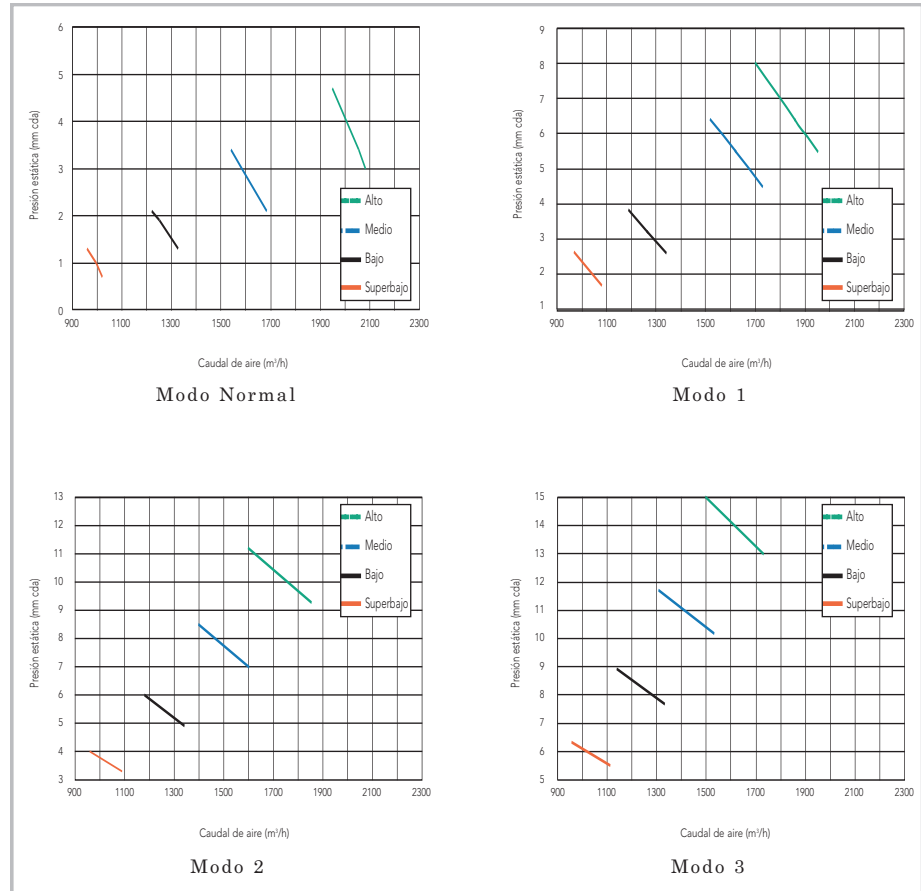 6
5
4
3
2
1
0
Presión estática (mm cda)
Alto
Medio
Bajo
Superbajo
900 1100 1300 1500 1700 1900 2100 2300
Caudal de aire (m³/h)
Modo Normal
9
8
7
6
5
4
3
2
1
Presión estática (mm cda)
Alto
Medio
Bajo
Superbajo
900 1100 1300 1500 1700 1900 2100 2300
Caudal de aire (m³/h)
Modo 1
13
12
11
10
9
8
7
6
5
4
3
Presión estática (mm cda)
Alto
Medio
Bajo
Superbajo
900 1100 1300 1500 1700 1900 2100 2300
Caudal de aire (m³/h)
Modo 2
15
14
13
12
11
10
9
8
7
6
5
Presión estática (mm cda)
Alto
Medio
Bajo
Superbajo
900 1100 1300 1500 1700 1900 2100 2300
Caudal de aire (m³/h)
Modo 3